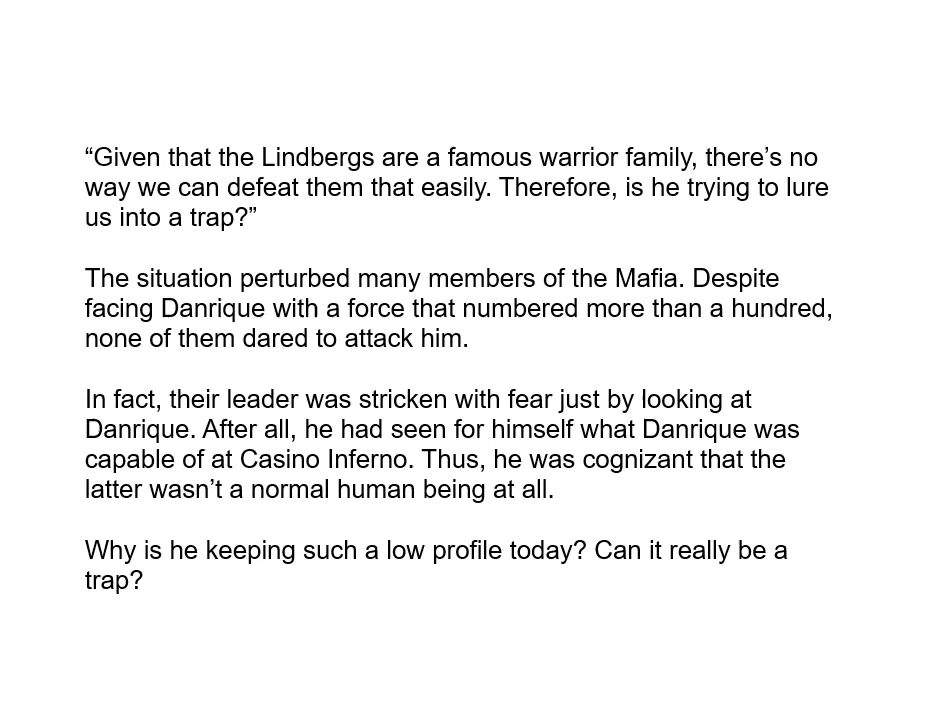 “Given that the Lindbergs are a famous warrior family, there’s no
way we can defeat them that easily. Therefore, is he trying to lure
us into a trap?”
The situation perturbed many members of the Mafia. Despite
facing Danrique with a force that numbered more than a hundred,
none of them dared to attack him.
In fact, their leader was stricken with fear just by looking at
Danrique. After all, he had seen for himself what Danrique was
capable of at Casino Inferno. Thus, he was cognizant that the
latter wasn’t a normal human being at all.
Why is he keeping such a low profile today? Can it really be a
trap?